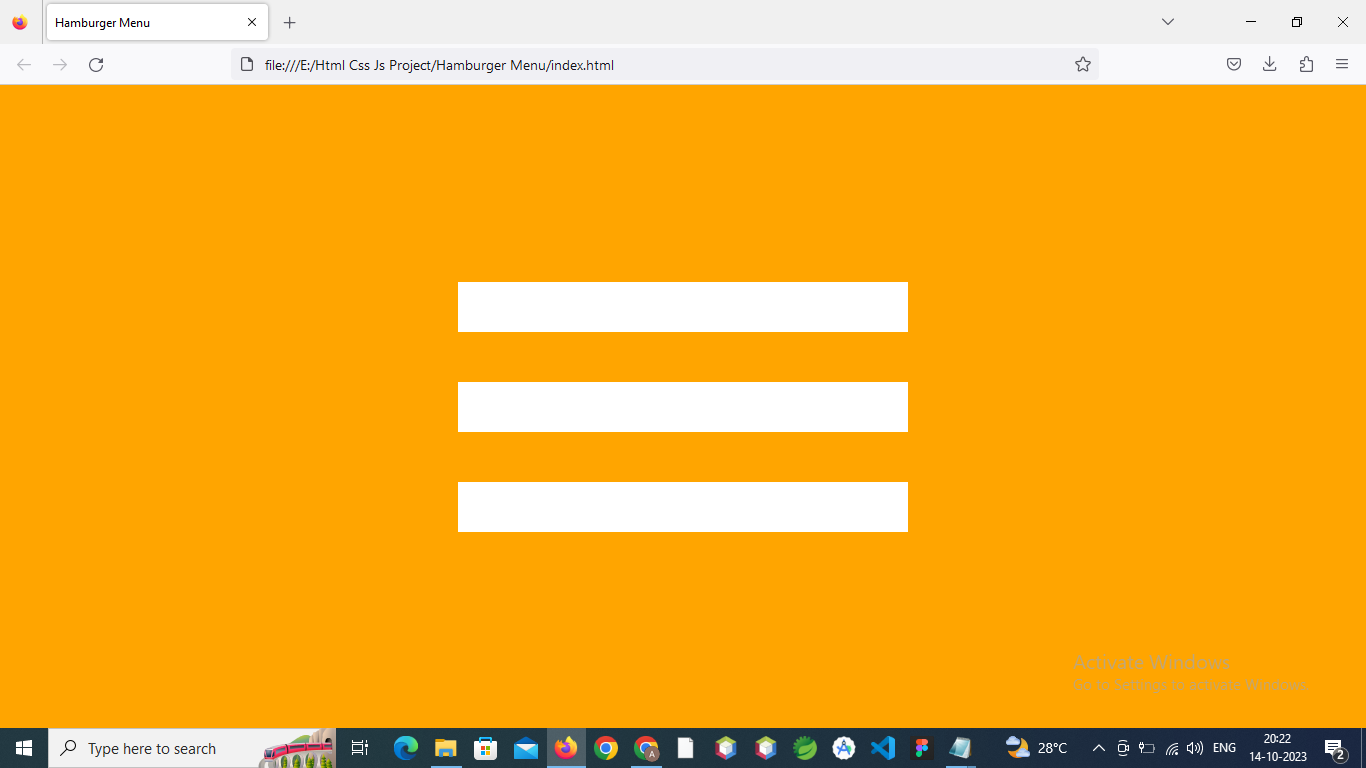 Hamburger Menu
file:///E:/Html Css Js Project/Hamburger Menu/index.html
Activate Windows
Go to Settings to activate Windows.
Type here to search
A
28°C
ENG
20:22
14-10-2023
2